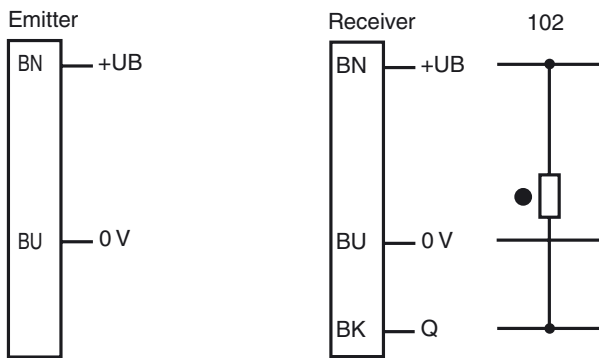 Emitter
BN +UB
BU 0 V
Receiver
BN +UB
BU 0 V
BK Q
102